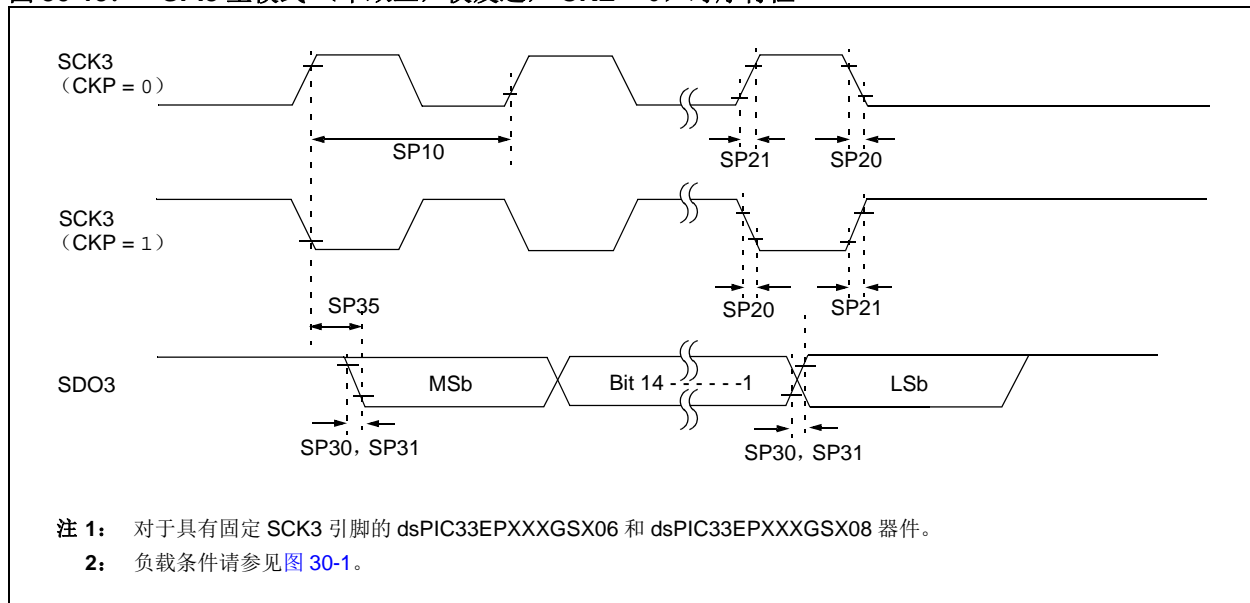 SCK3
（CKP = 0）
SP10
SP21
SP20
SCK3
（CKP = 1）
SP20
SP21
SP35
SDO3
MSb
Bit 14 - - - - - -1
LSb
SP30，SP31
SP30，SP31
注 1： 对于具有固定 SCK3 引脚的 dsPIC33EPXXXGSX06 和 dsPIC33EPXXXGSX08 器件。
2： 负载条件请参见图 30-1。